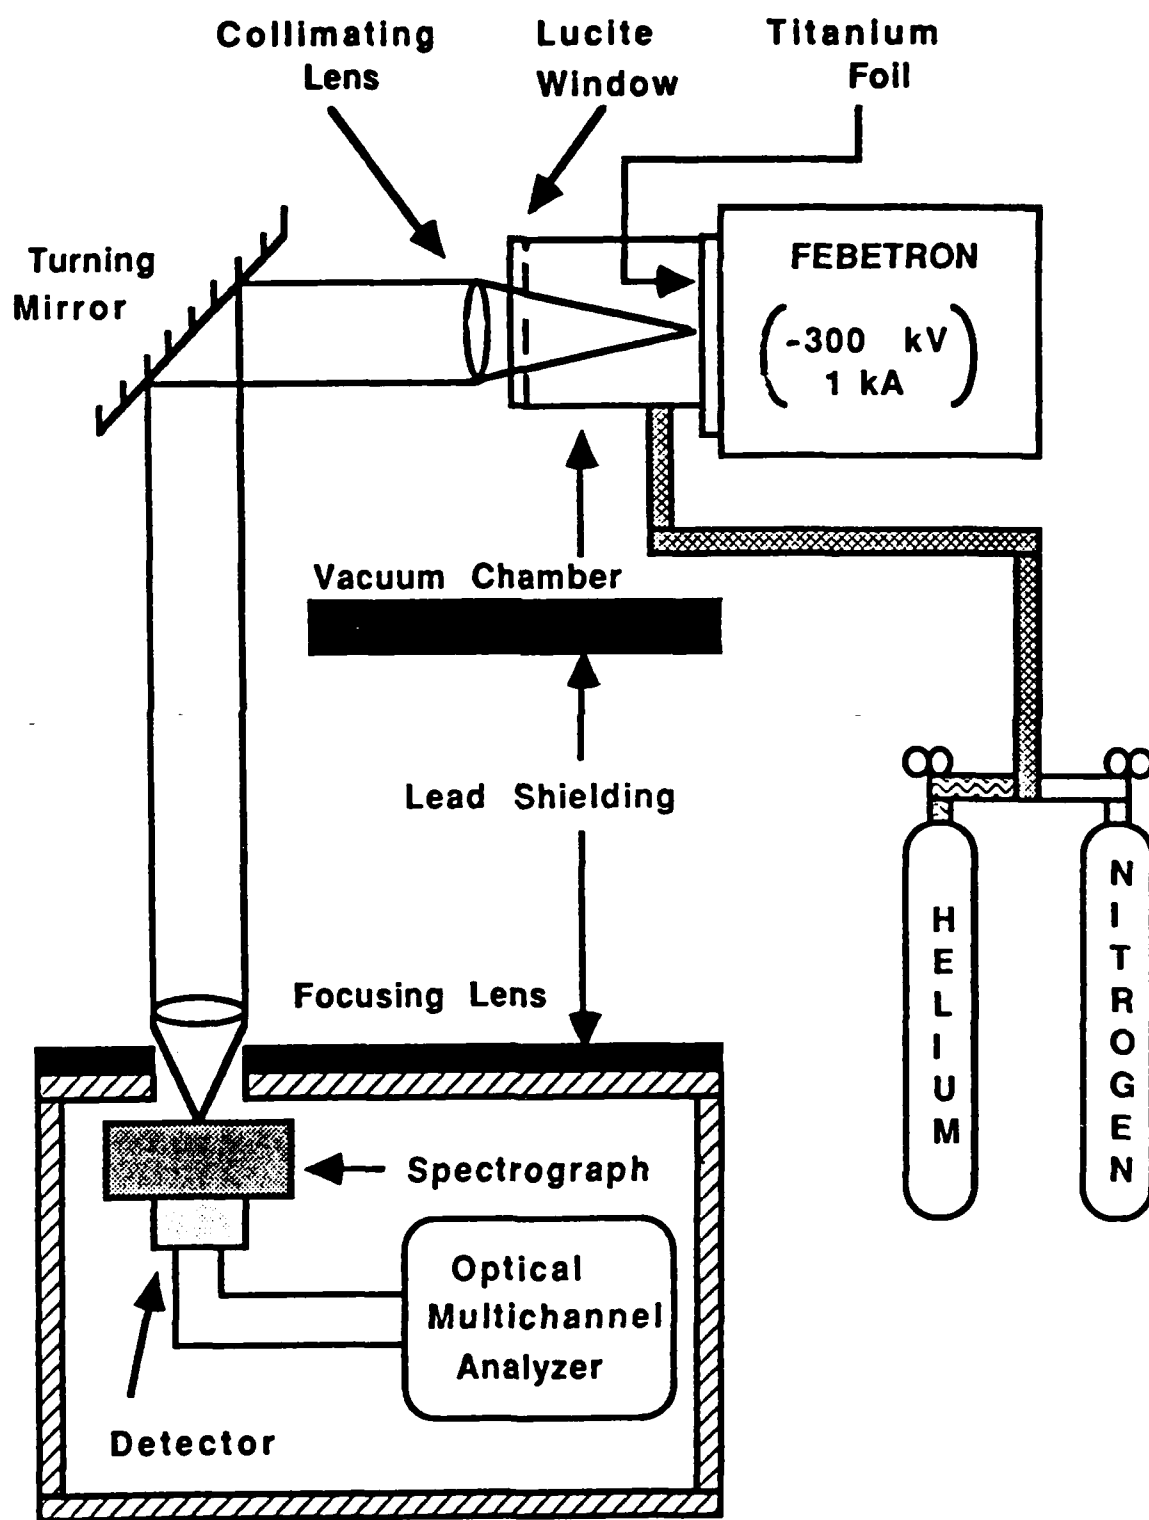 Collimating
Lens
Lucite
Window
Titanium
Foil
Turning
Mirror
FEBETRON
(-300 kV
1 kA)
Vacuum Chamber
Lead Shielding
Focusing Lens
HELIUM
NITROGEN
Spectrograph
Optical
Multichannel
Analyzer
Detector